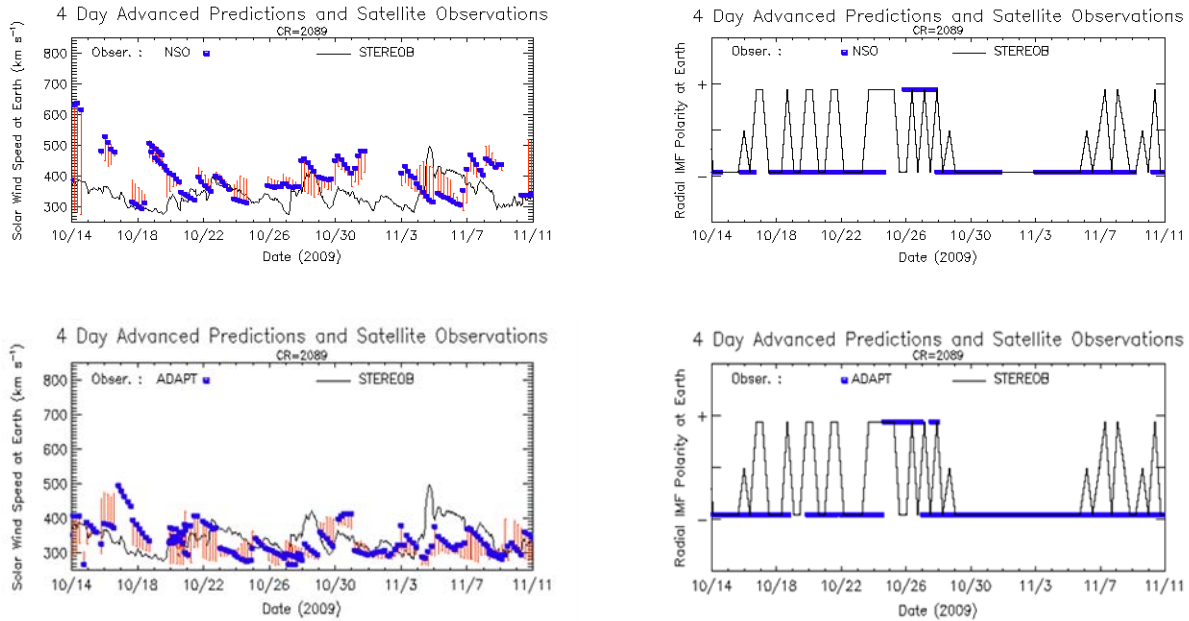 4 Day Advanced Predictions and Satellite Observations
CR=2089
Obser. : NSO STEREOB
Solar Wind Speed at Earth (km s⁻¹)
800
700
600
500
400
300
10/14 10/18 10/22 10/26 10/30 11/3 11/7 11/11
Date (2009)
4 Day Advanced Predictions and Satellite Observations
CR=2089
Obser. : NSO STEREOB
Radial IMF Polarity at Earth
+
−
10/14 10/18 10/22 10/26 10/30 11/3 11/7 11/11
Date (2009)
4 Day Advanced Predictions and Satellite Observations
CR=2089
Obser. : ADAPT STEREOB
Solar Wind Speed at Earth (km s⁻¹)
800
700
600
500
400
300
10/14 10/18 10/22 10/26 10/30 11/3 11/7 11/11
Date (2009)
4 Day Advanced Predictions and Satellite Observations
CR=2089
Obser. : ADAPT STEREOB
Radial IMF Polarity at Earth
+
−
10/14 10/18 10/22 10/26 10/30 11/3 11/7 11/11
Date (2009)